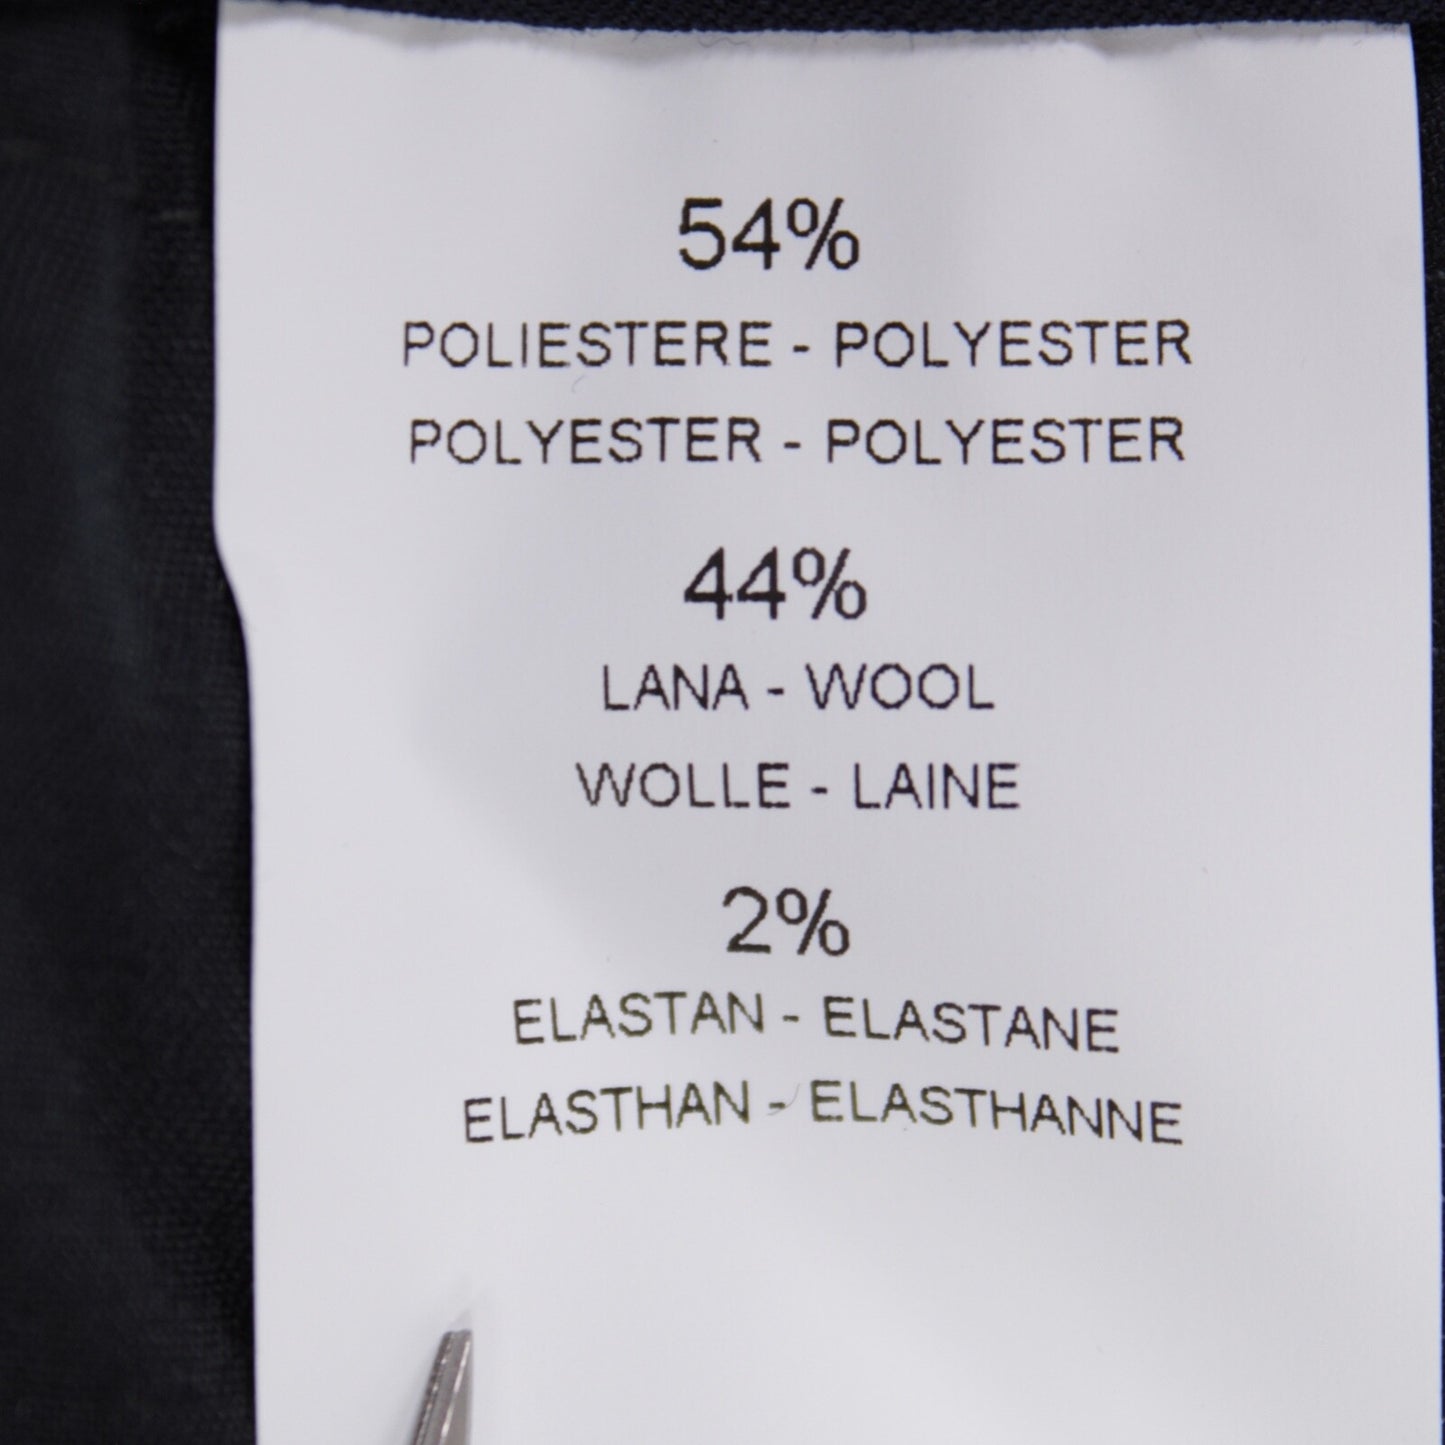 54%
POLIESTERE - POLYESTER
POLYESTER - POLYESTER
44%
LANA - WOOL
WOLLE - LAINE
2%
ELASTAN - ELASTANE
ELASTHAN - ELASTHANNE